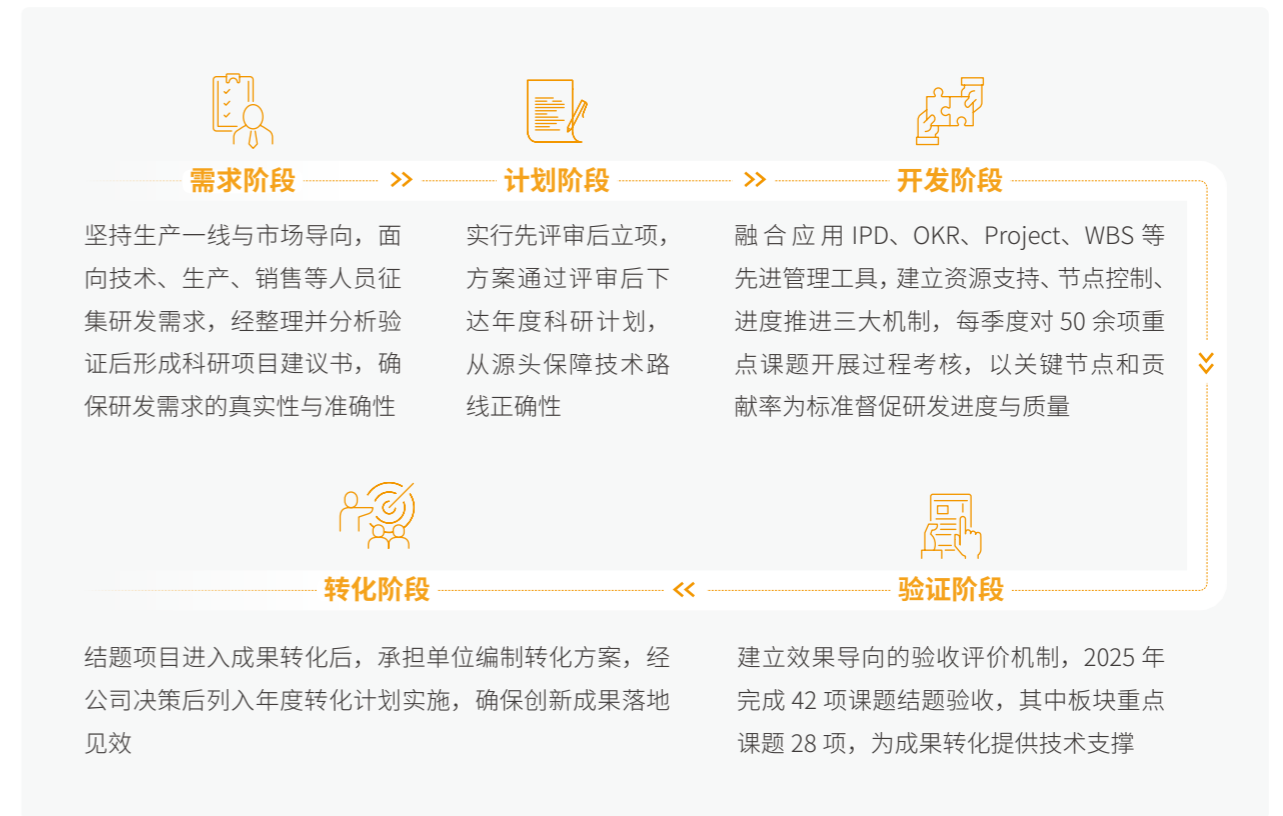 需求阶段
坚持生产一线与市场导向，面
向技术、生产、销售等人员征
集研发需求，经整理并分析验
证后形成科研项目建议书，确
保研发需求的真实性与准确性
计划阶段
实行先评审后立项，
方案通过评审后下
达年度科研计划，
从源头保障技术路
线正确性
开发阶段
融合应用 IPD、OKR、Project、WBS 等
先进管理工具，建立资源支持、节点控制、
进度推进三大机制，每季度对 50 余项重
点课题开展过程考核，以关键节点和贡
献率为标准督促研发进度与质量
验证阶段
建立效果导向的验收评价机制，2025 年
完成 42 项课题结题验收，其中板块重点
课题 28 项，为成果转化提供技术支撑
转化阶段
结题项目进入成果转化后，承担单位编制转化方案，经
公司决策后列入年度转化计划实施，确保创新成果落地
见效